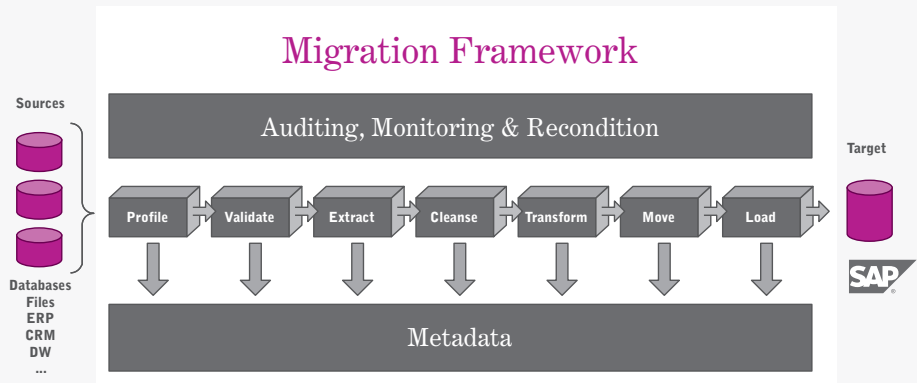 Migration Framework
Sources
Auditing, Monitoring & Recondition
Target
Profile
Validate
Extract
Cleanse
Transform
Move
Load
SAP
®
Databases
Files
ERP
CRM
DW
...
Metadata